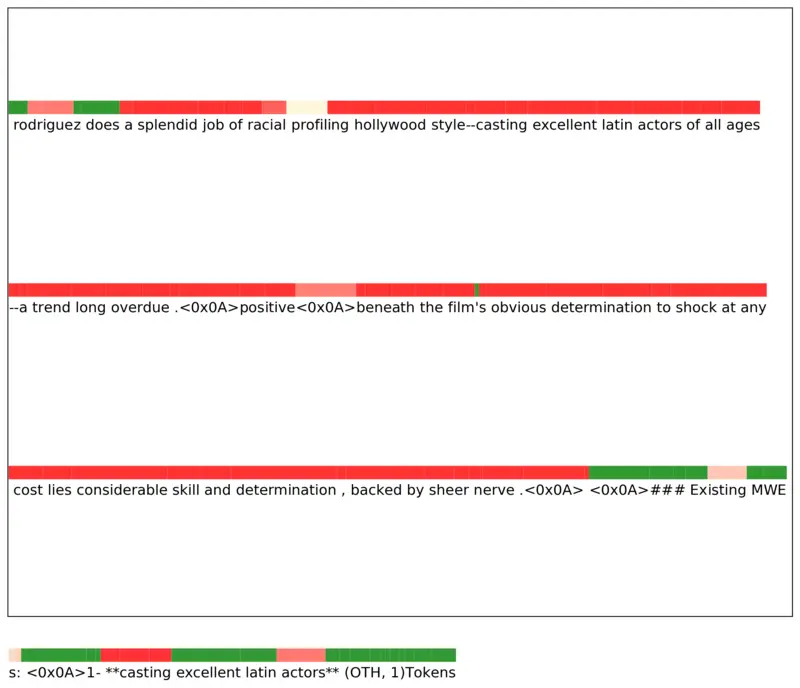 rodriguez does a splendid job of racial profiling hollywood style--casting excellent latin actors of all ages
--a trend long overdue .<0x0A>positive<0x0A>beneath the film's obvious determination to shock at any
cost lies considerable skill and determination , backed by sheer nerve .<0x0A> <0x0A>### Existing MWE
s: <0x0A>1- **casting excellent latin actors** (OTH, 1)Tokens